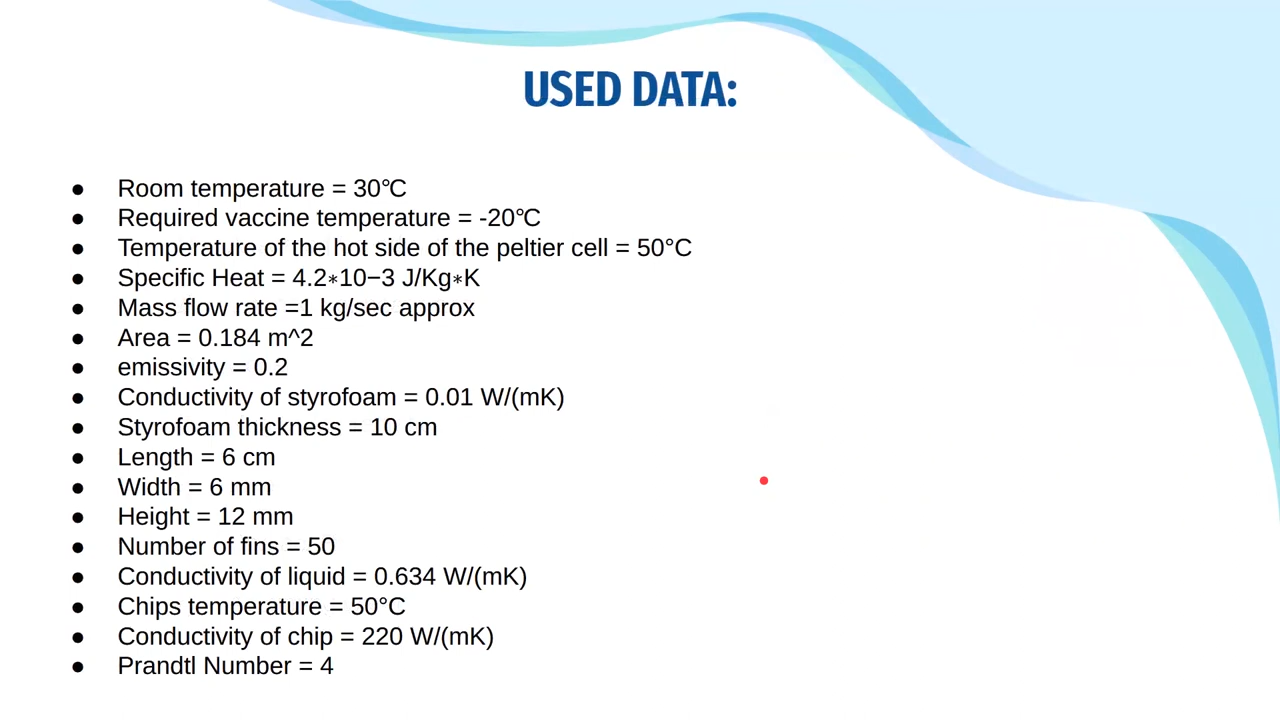 USED DATA:
● Room temperature = 30℃
● Required vaccine temperature = -20℃
● Temperature of the hot side of the peltier cell = 50°C
● Specific Heat = 4.2∗10−3 J/Kg∗K
● Mass flow rate =1 kg/sec approx
● Area = 0.184 m^2
● emissivity = 0.2
● Conductivity of styrofoam = 0.01 W/(mK)
● Styrofoam thickness = 10 cm
● Length = 6 cm
● Width = 6 mm
● Height = 12 mm
● Number of fins = 50
● Conductivity of liquid = 0.634 W/(mK)
● Chips temperature = 50°C
● Conductivity of chip = 220 W/(mK)
● Prandtl Number = 4